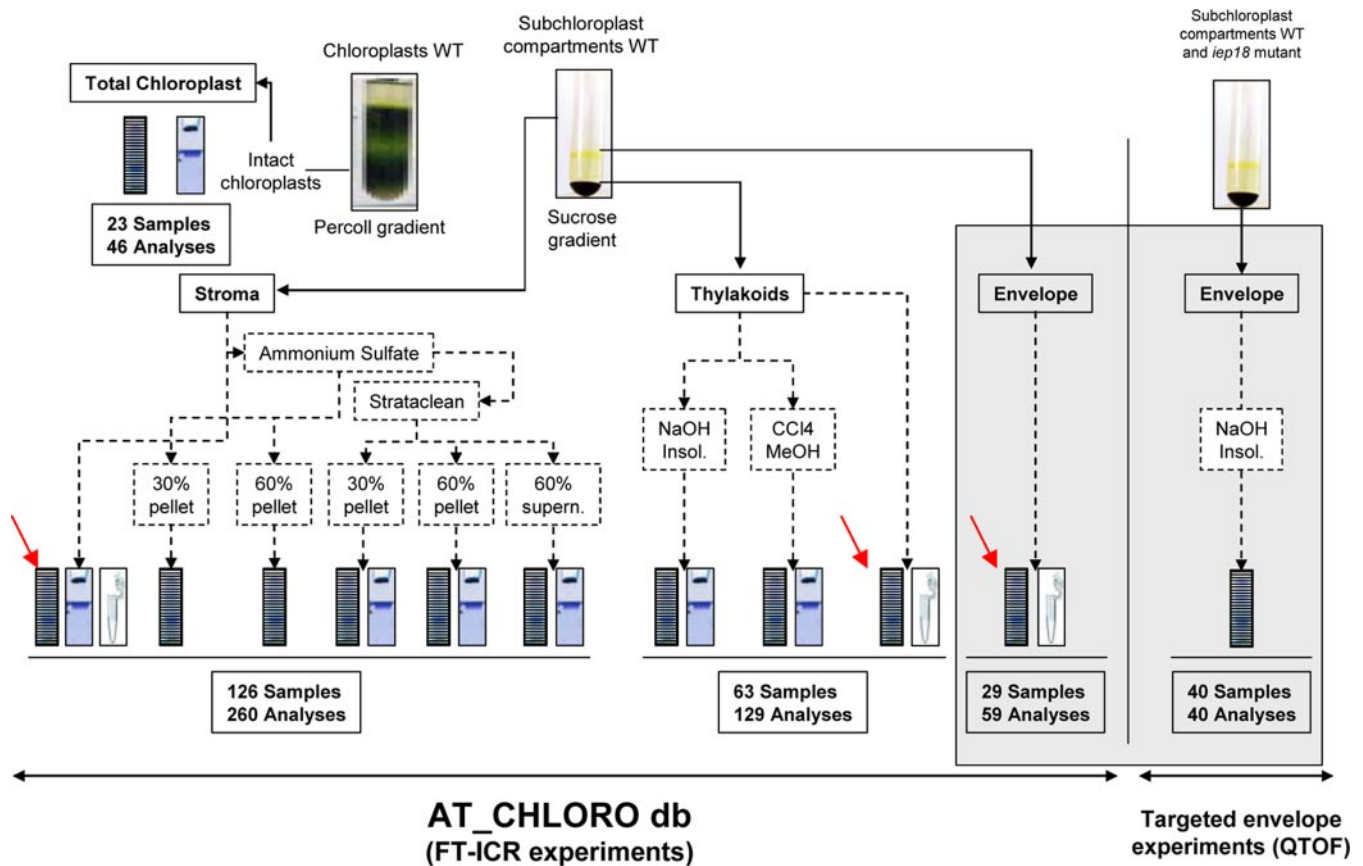 Subchloroplast
compartments WT
Subchloroplast
compartments WT
and iep18 mutant
Chloroplasts WT
Total Chloroplast
Intact
chloroplasts
23 Samples
46 Analyses
Percoll gradient
Sucrose
gradient
Stroma
Thylakoids
Envelope
Envelope
Ammonium Sulfate
Strataclean
NaOH
Insol.
CCl4
MeOH
NaOH
Insol.
30%
pellet
60%
pellet
30%
pellet
60%
pellet
60%
supern.
126 Samples
260 Analyses
63 Samples
129 Analyses
29 Samples
59 Analyses
40 Samples
40 Analyses
AT_CHLORO db
(FT-ICR experiments)
Targeted envelope
experiments (QTOF)